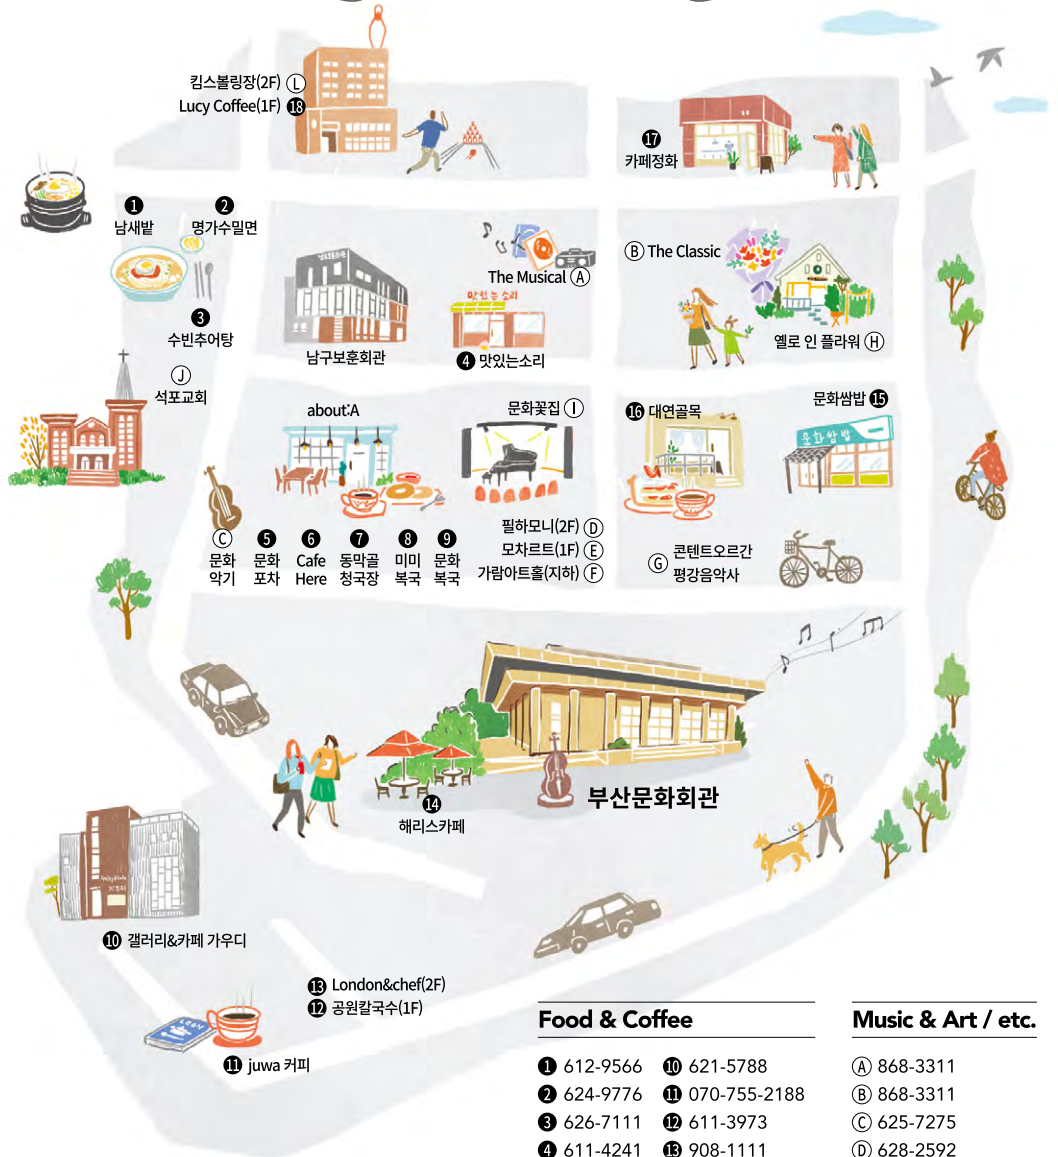 킴스볼링장(2F) Ⓛ
Lucy Coffee(1F) ⓲
⓱
카페정화
❶
남새밭
❷
명가수밀면
❸
수빈추어탕
Ⓙ
석포교회
남구보훈회관
The Musical Ⓐ
맛있는소리
❹ 맛있는소리
Ⓑ The Classic
옐로 인 플라워 Ⓗ
about:A
문화꽃집 Ⓘ
⓰ 대연골목
문화쌈밥 ⓯
문화쌈밥
필하모니(2F) Ⓓ
모차르트(1F) Ⓔ
가람아트홀(지하) Ⓕ
Ⓒ
문화
악기
❺
문화
포차
❻
Cafe
Here
❼
동막골
청국장
❽
미미
복국
❾
문화
복국
Ⓖ 콘텐트오르간
평강음악사
부산문화회관
⓮
해리스카페
❿ 갤러리&카페 가우디
⓭ London&chef(2F)
⓬ 공원칼국수(1F)
⓫ juwa 커피
Food & Coffee
❶ 612-9566 ❿ 621-5788
❷ 624-9776 ⓫ 070-755-2188
❸ 626-7111 ⓬ 611-3973
❹ 611-4241 ⓭ 908-1111
Music & Art / etc.
Ⓐ 868-3311
Ⓑ 868-3311
Ⓒ 625-7275
Ⓓ 628-2592